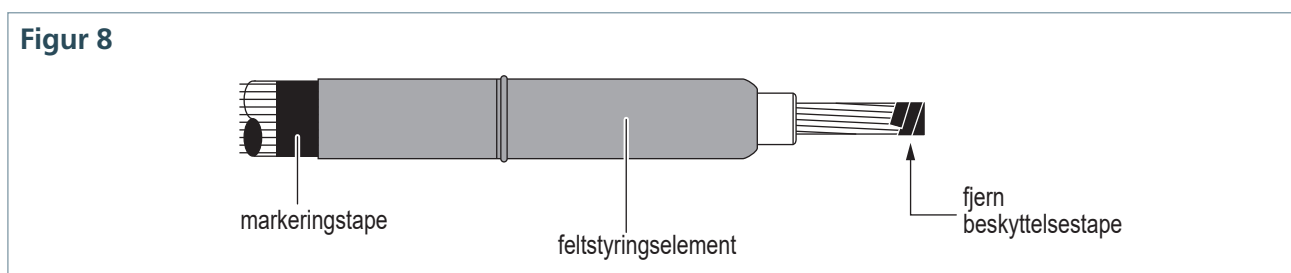 Figur 8
markeringstape
feltstyringselement
fjern
beskyttelsestape